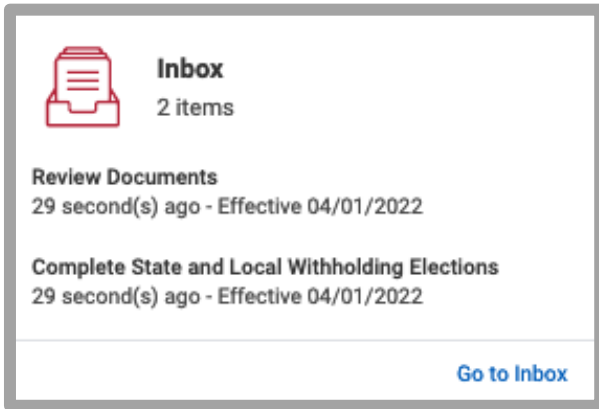 Inbox
2 items
Review Documents
29 second(s) ago - Effective 04/01/2022
Complete State and Local Withholding Elections
29 second(s) ago - Effective 04/01/2022
Go to Inbox